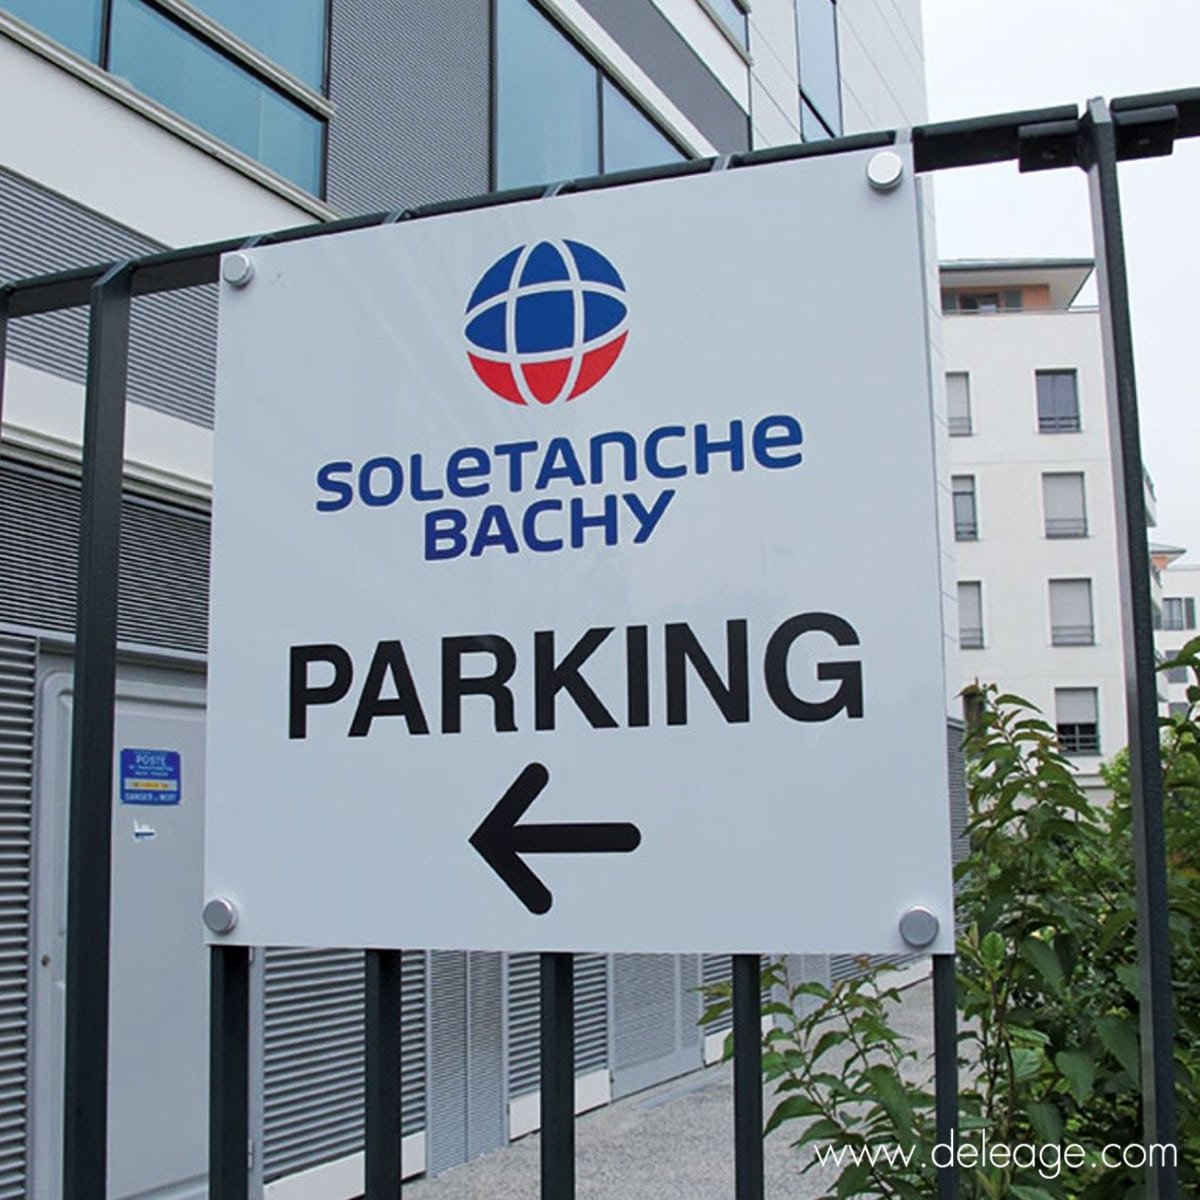 SOLETANCHE
BACHY
PARKING
POSTE
DANGER DE MORT
www.deleage.com